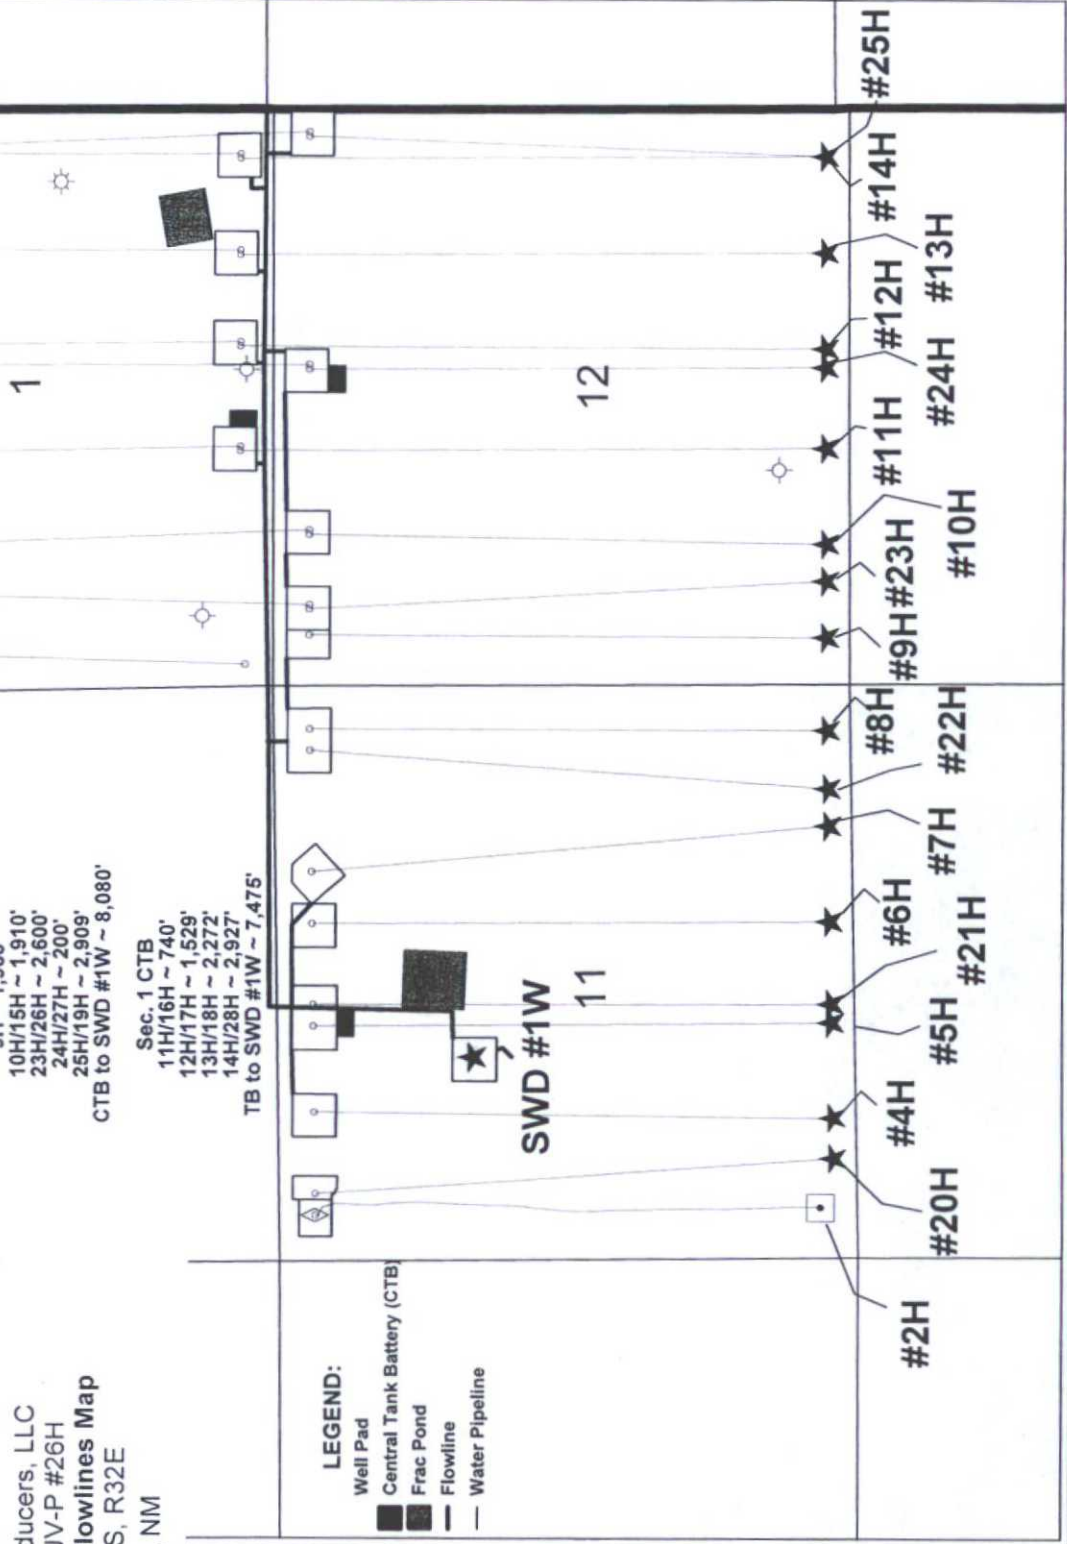 ducers, LLC
JV-P #26H
lowlines Map
S, R32E
NM
10H/15H ~ 1,910'
23H/26H ~ 2,600'
24H/27H ~ 200'
25H/19H ~ 2,909'
CTB to SWD #1W ~ 8,080'
Sec. 1 CTB
11H/16H ~ 740'
12H/17H ~ 1,529'
13H/18H ~ 2,272'
14H/28H ~ 2,927'
TB to SWD #1W ~ 7,475'
1
12
11
SWD #1W
LEGEND:
Well Pad
Central Tank Battery (CTB)
Frac Pond
Flowline
Water Pipeline
#2H
#20H
#4H
#5H
#21H
#6H
#7H
#22H
#8H
#9H
#23H
#10H
#11H
#24H
#12H
#13H
#14H
#25H